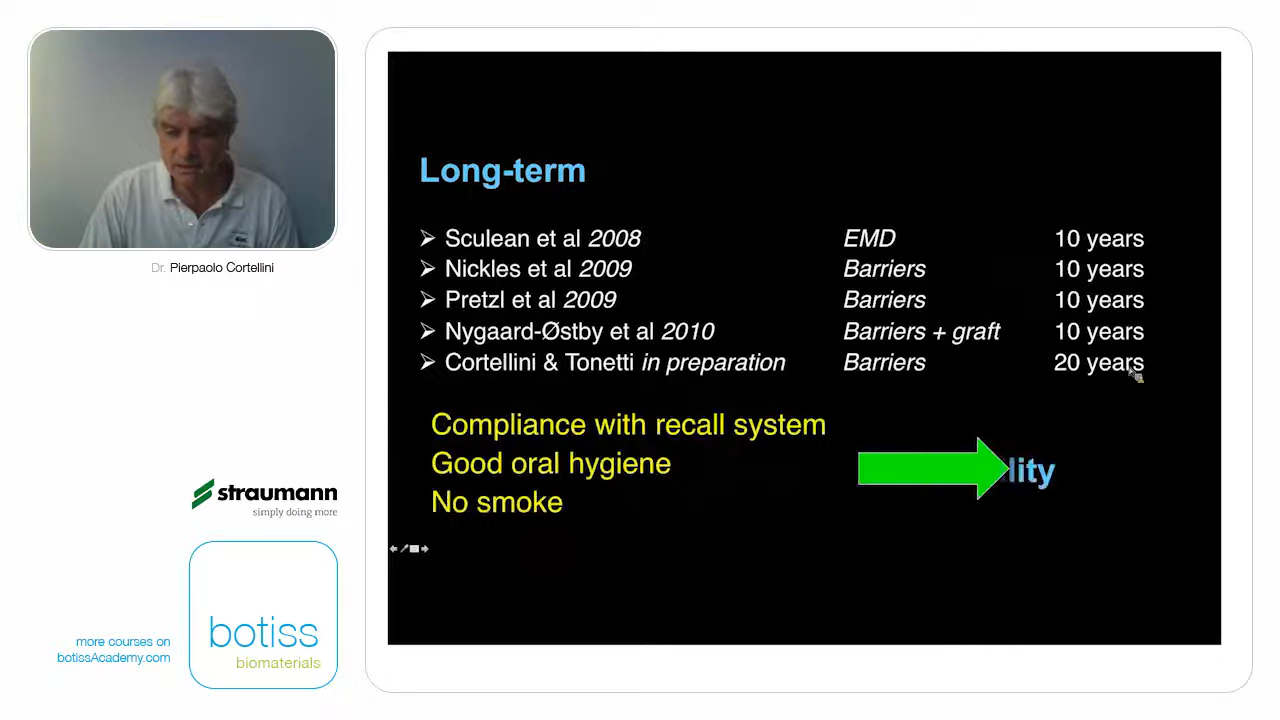 Dr. Pierpaolo Cortellini
straumann
simply doing more
more courses on
botissAcademy.com
botiss
biomaterials
Long-term
➢ Sculean et al 2008 EMD 10 years
➢ Nickles et al 2009 Barriers 10 years
➢ Pretzl et al 2009 Barriers 10 years
➢ Nygaard-Østby et al 2010 Barriers + graft 10 years
➢ Cortellini & Tonetti in preparation Barriers 20 years
Compliance with recall system
Good oral hygiene
No smoke
lity